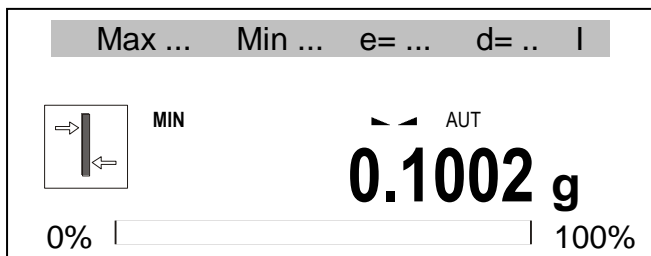 Max ... Min ... e= ... d= .. I
MIN AUT
0.1002 g
0% 100%